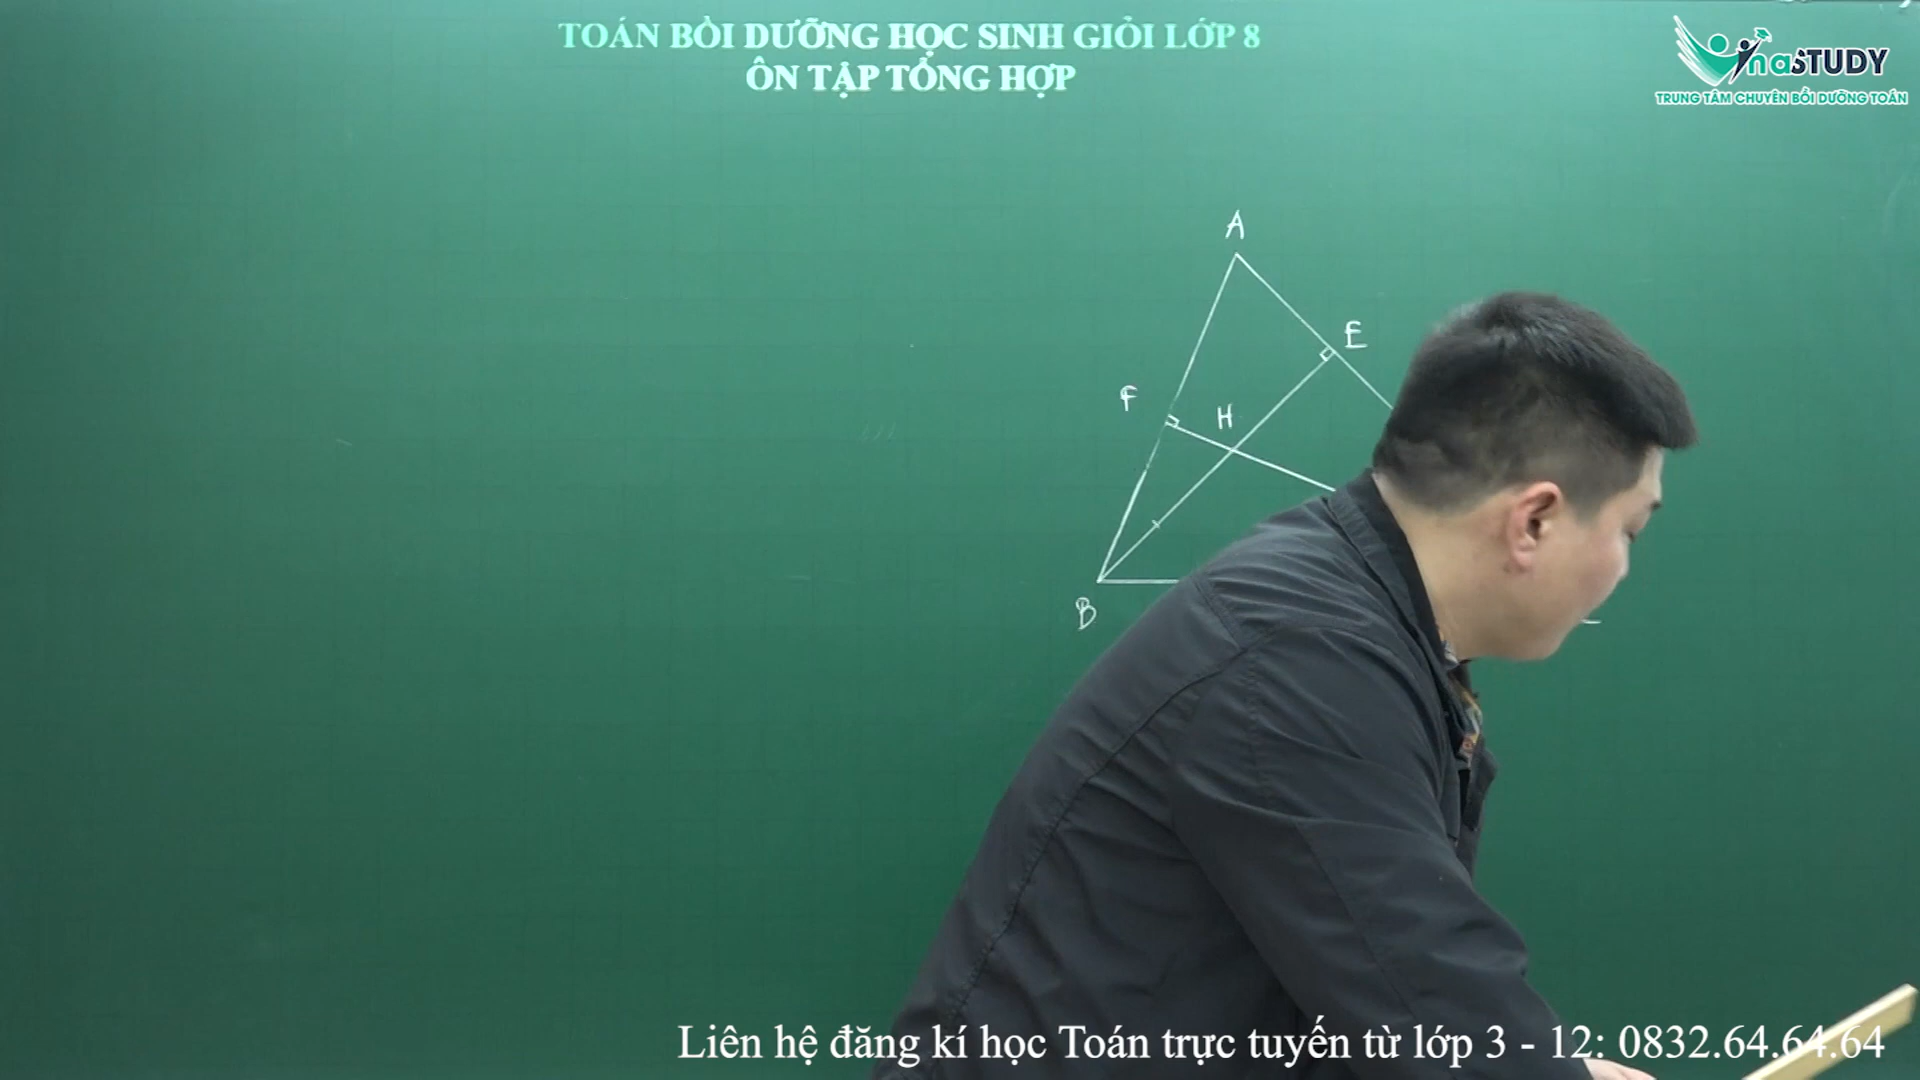 TOÁN BỒI DƯỠNG HỌC SINH GIỎI LỚP 8
ÔN TẬP TỔNG HỢP
VinaSTUDY
TRUNG TÂM CHUYÊN BỒI DƯỠNG TOÁN
A
E
F
H
B
Liên hệ đăng kí học Toán trực tuyến từ lớp 3 - 12: 0832.64.64.64